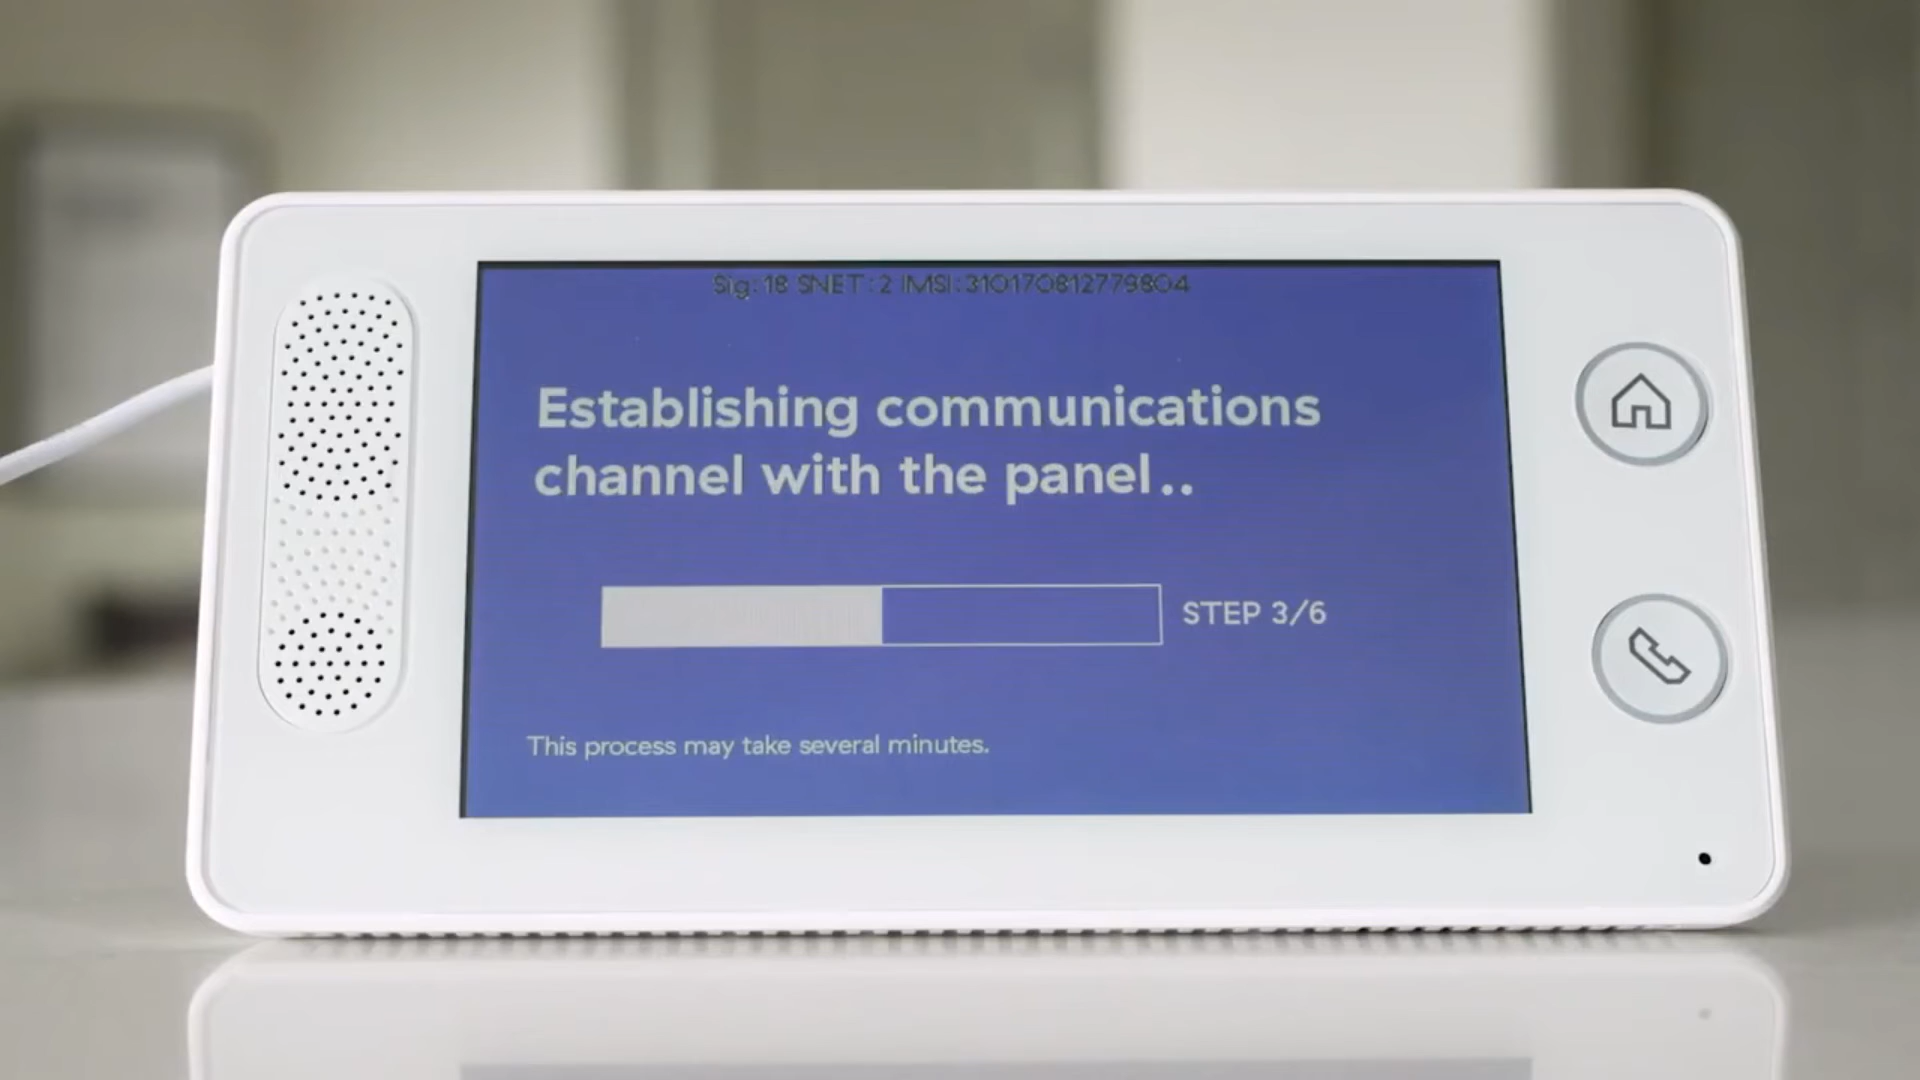 Sig:18 SNET:2 IMSI:310170812779804
Establishing communications
channel with the panel..
STEP 3/6
This process may take several minutes.